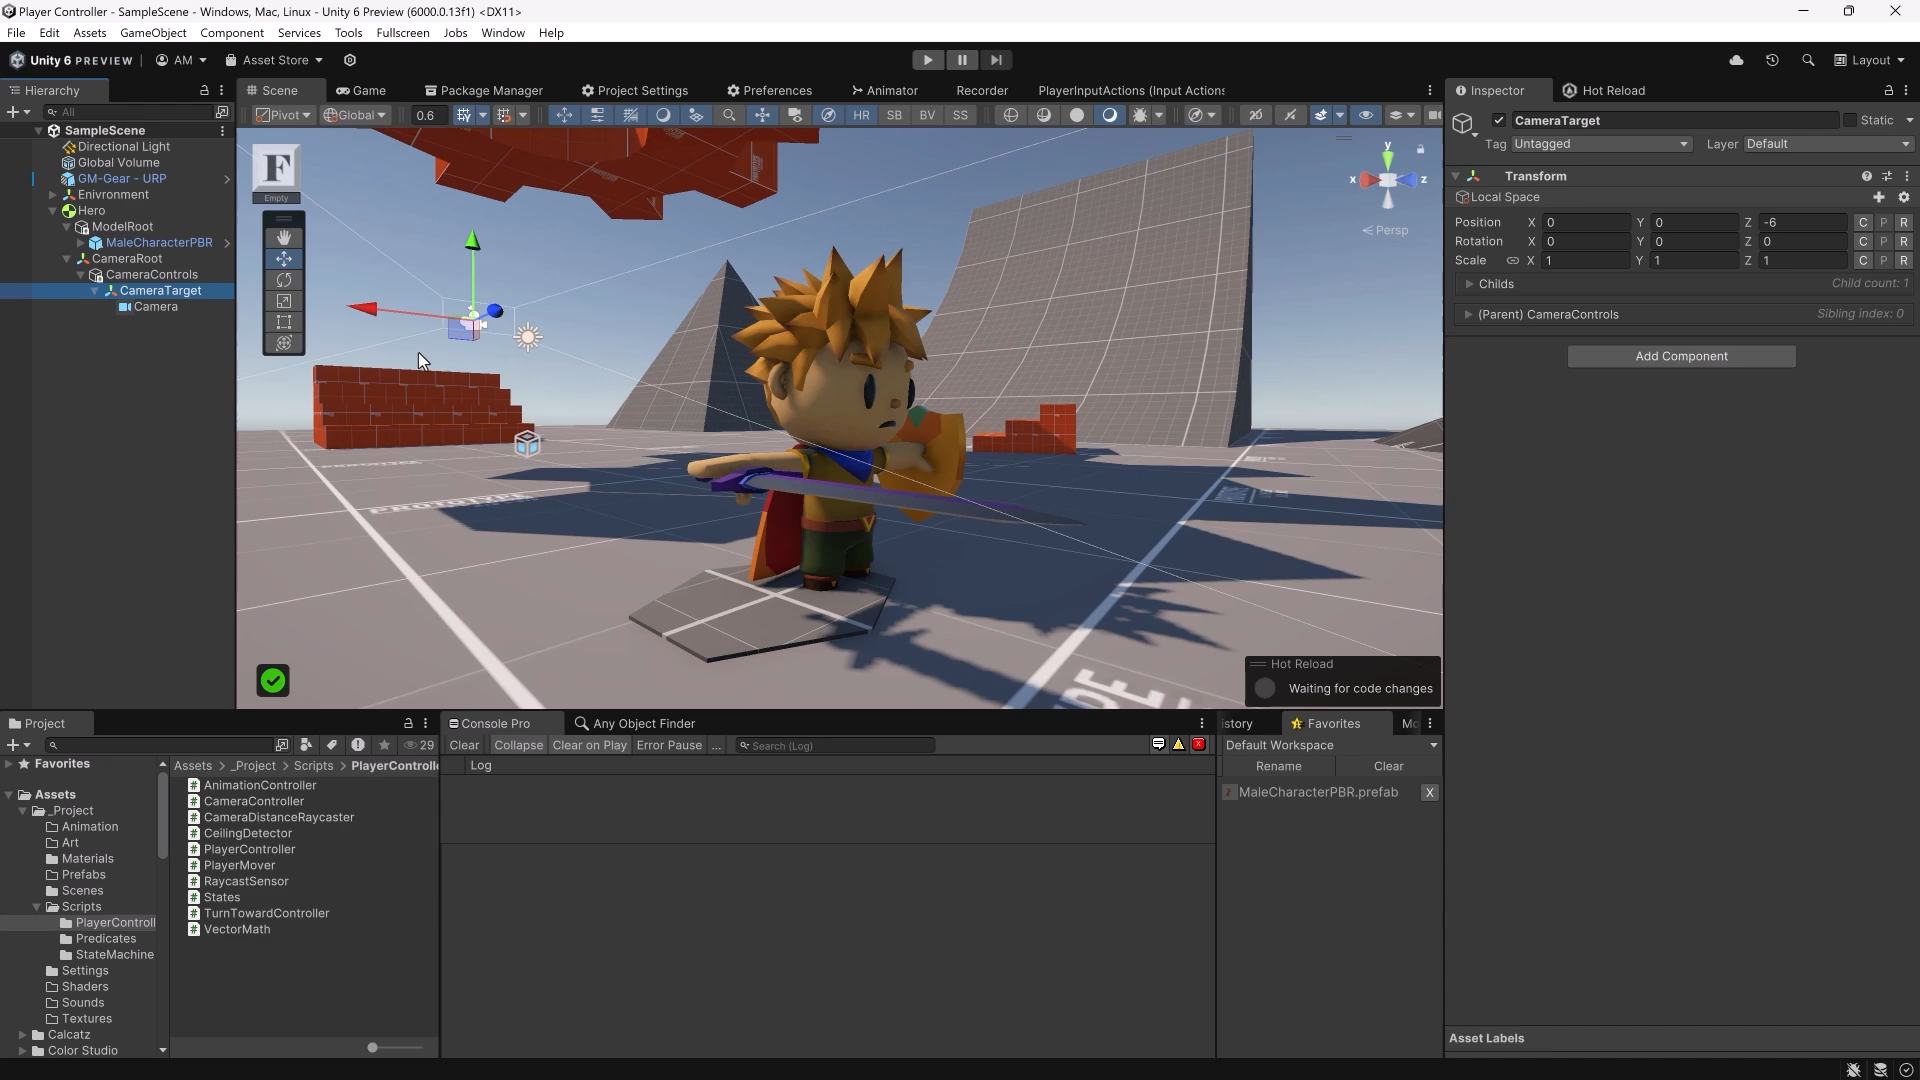 Player Controller - SampleScene - Windows, Mac, Linux - Unity 6 Preview (6000.0.13f1) <DX11>
File Edit Assets GameObject Component Services Tools Fullscreen Jobs Window Help
Unity 6 PREVIEW AM Asset Store Layout
Hierarchy
All
SampleScene
Directional Light
Global Volume
GM-Gear - URP
Enivronment
Hero
ModelRoot
MaleCharacterPBR
CameraRoot
CameraControls
CameraTarget
Camera
Scene Game Package Manager Project Settings Preferences Animator Recorder PlayerInputActions (Input Actions
Pivot Global 0.6 HR SB BV SS 2D
F
Empty
y
x z
Persp
PROTOTYPE
Hot Reload
Waiting for code changes
Inspector Hot Reload
CameraTarget Static
Tag Untagged Layer Default
Transform
Local Space
Position X 0 Y 0 Z -6 C P R
Rotation X 0 Y 0 Z 0 C P R
Scale X 1 Y 1 Z 1 C P R
Childs Child count: 1
(Parent) CameraControls Sibling index: 0
Add Component
Asset Labels
Project
29
Favorites
Assets
_Project
Animation
Art
Materials
Prefabs
Scenes
Scripts
PlayerControll
Predicates
StateMachine
Settings
Shaders
Sounds
Textures
Calcatz
Color Studio
Assets > _Project > Scripts > PlayerControlle
AnimationController
CameraController
CameraDistanceRaycaster
CeilingDetector
PlayerController
PlayerMover
RaycastSensor
States
TurnTowardController
VectorMath
Console Pro Any Object Finder
Clear Collapse Clear on Play Error Pause ... Search (Log)
Log
istory Favorites Mo
Default Workspace
Rename Clear
MaleCharacterPBR.prefab X